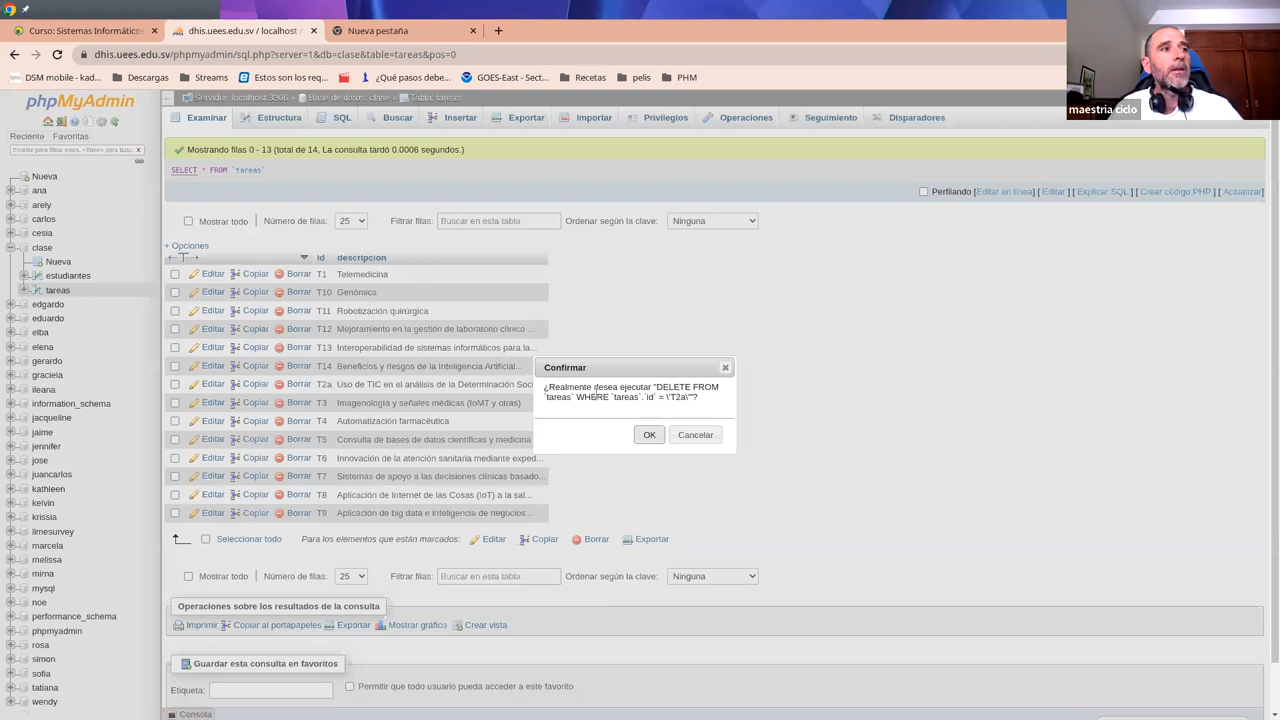 Curso: Sistemas Informáticos
dhis.uees.edu.sv / localhost /
Nueva pestaña
dhis.uees.edu.sv/phpmyadmin/sql.php?server=1&db=clase&table=tareas&pos=0
DSM mobile - kad...
Descargas
Streams
Estos son los req...
¿Qué pasos debe...
GOES-East - Sect...
Recetas
pelis
PHM
maestria ciclo
phpMyAdmin
Reciente Favoritas
Nueva
ana
arely
carlos
cesia
clase
Nueva
estudiantes
tareas
edgardo
eduardo
elba
elena
gerardo
graciela
ileana
information_schema
jacqueline
jaime
jennifer
jose
juancarlos
kathleen
kelvin
krissia
limesurvey
marcela
melissa
mirna
mysql
noe
performance_schema
phpmyadmin
rosa
simon
sofia
tatiana
wendy
Servidor: localhost:3306 » Base de datos: clase » Tabla: tareas
Examinar Estructura SQL Buscar Insertar Exportar Importar Privilegios Operaciones Seguimiento Disparadores
Mostrando filas 0 - 13 (total de 14, La consulta tardó 0.0006 segundos.)
SELECT * FROM `tareas`
Perfilando [Editar en línea] [ Editar ] [ Explicar SQL ] [ Crear código PHP ] [ Actualizar]
Mostrar todo | Número de filas: 25 Filtrar filas: Buscar en esta tabla Ordenar según la clave: Ninguna
+ Opciones
id descripcion
Editar Copiar Borrar T1 Telemedicina
Editar Copiar Borrar T10 Genómica
Editar Copiar Borrar T11 Robotización quirúrgica
Editar Copiar Borrar T12 Mejoramiento en la gestión de laboratorio clínico ...
Editar Copiar Borrar T13 Interoperabilidad de sistemas informáticos para la...
Editar Copiar Borrar T14 Beneficios y riesgos de la Inteligencia Artificial...
Editar Copiar Borrar T2a Uso de TIC en el análisis de la Determinación Soci
Editar Copiar Borrar T3 Imagenología y señales médicas (IoMT y otras)
Editar Copiar Borrar T4 Automatización farmacéutica
Editar Copiar Borrar T5 Consulta de bases de datos científicas y medicina
Editar Copiar Borrar T6 Innovación de la atención sanitaria mediante exped...
Editar Copiar Borrar T7 Sistemas de apoyo a las decisiones clínicas basado...
Editar Copiar Borrar T8 Aplicación de Internet de las Cosas (IoT) a la sal...
Editar Copiar Borrar T9 Aplicación de big data e inteligencia de negocios ...
Confirmar
¿Realmente desea ejecutar "DELETE FROM
`tareas` WHERE `tareas`.`id` = \'T2a\'"?
OK Cancelar
Seleccionar todo Para los elementos que están marcados: Editar Copiar Borrar Exportar
Mostrar todo | Número de filas: 25 Filtrar filas: Buscar en esta tabla Ordenar según la clave: Ninguna
Operaciones sobre los resultados de la consulta
Imprimir Copiar al portapapeles Exportar Mostrar gráfico Crear vista
Guardar esta consulta en favoritos
Etiqueta: Permitir que todo usuario pueda acceder a este favorito
Consola